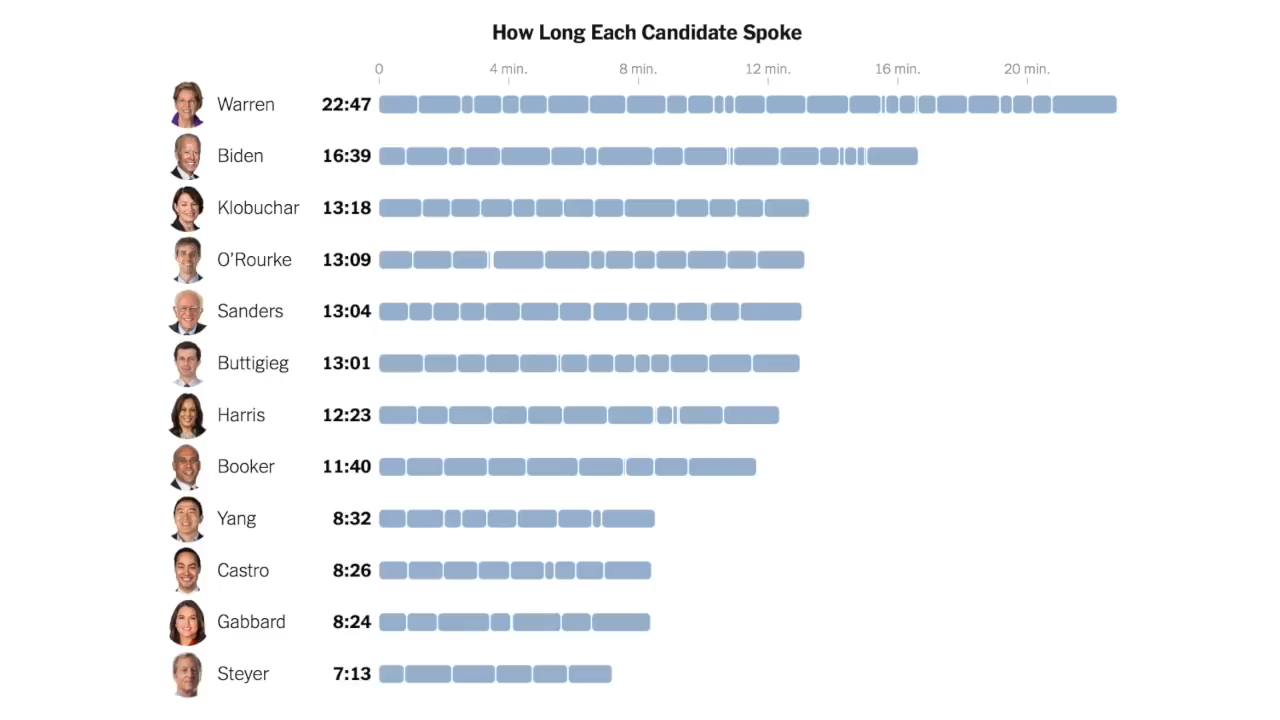 How Long Each Candidate Spoke
0 4 min. 8 min. 12 min. 16 min. 20 min.
Warren 22:47
Biden 16:39
Klobuchar 13:18
O’Rourke 13:09
Sanders 13:04
Buttigieg 13:01
Harris 12:23
Booker 11:40
Yang 8:32
Castro 8:26
Gabbard 8:24
Steyer 7:13